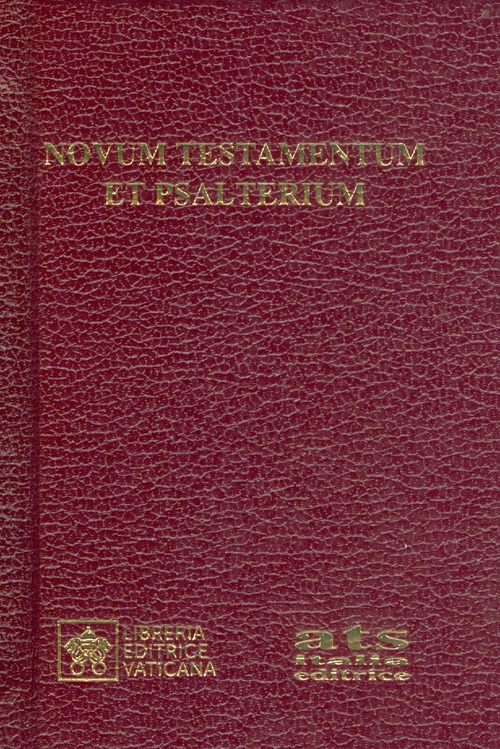 NOVUM TESTAMENTUM
ET PSALTERIUM
LIBRERIA
EDITRICE
VATICANA
ats
italia
editrice